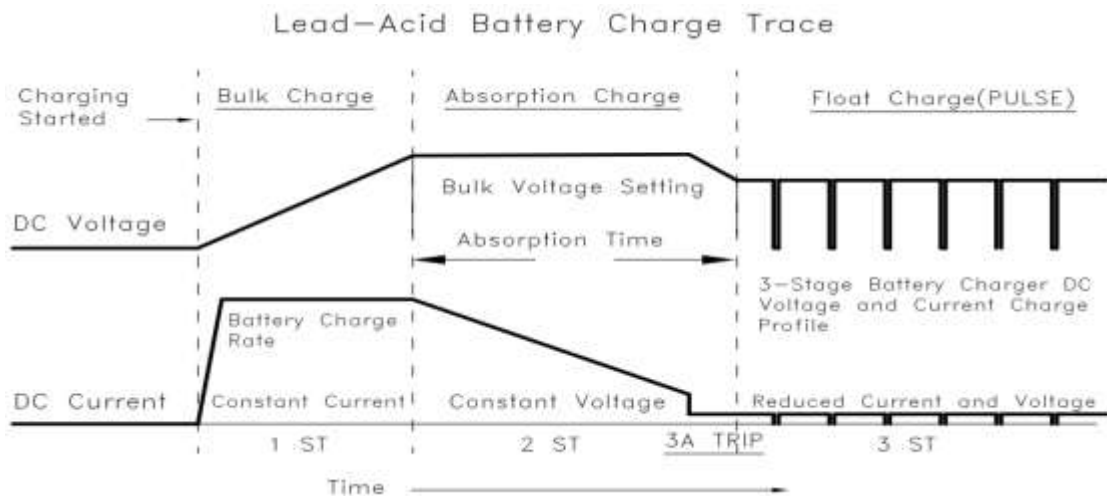 Lead-Acid Battery Charge Trace
Charging
Started
Bulk Charge
Absorption Charge
Float Charge(PULSE)
DC Voltage
Bulk Voltage Setting
Absorption Time
3-Stage Battery Charger DC
Voltage and Current Charge
Profile
Battery Charge
Rate
DC Current
Constant Current
Constant Voltage
Reduced Current and Voltage
1 ST
2 ST
3A TRIP
3 ST
Time